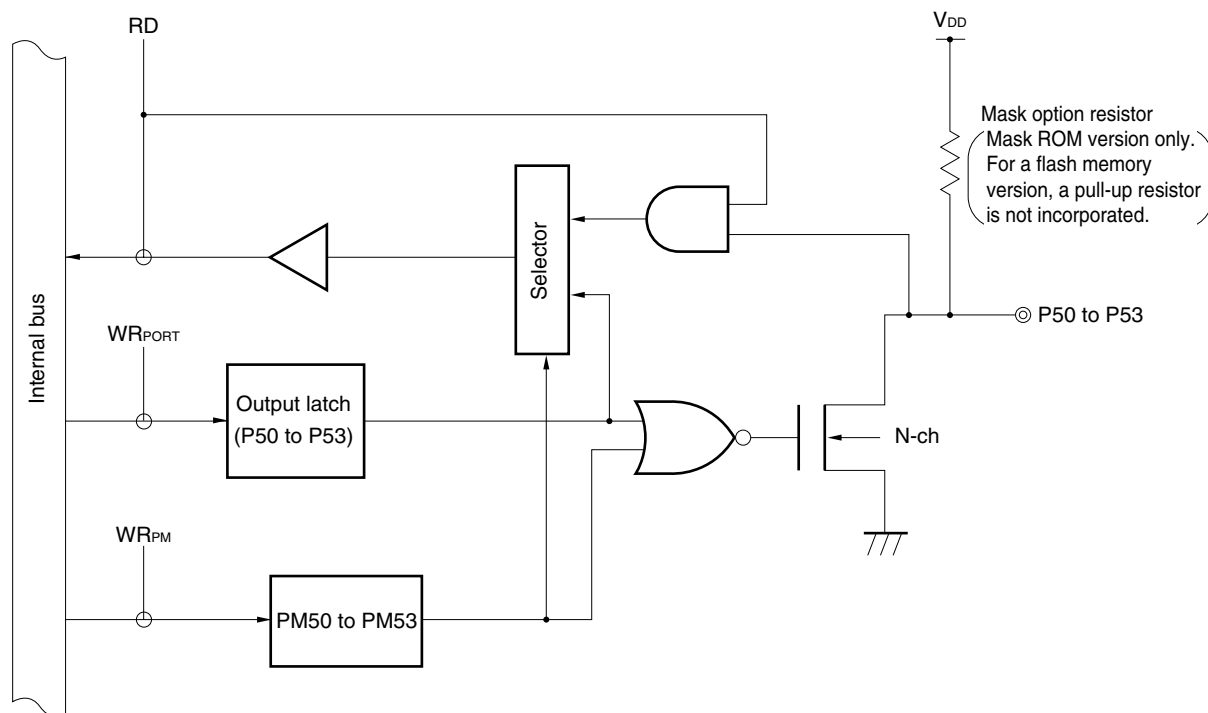 RD
VDD
Mask option resistor
Mask ROM version only.
For a flash memory
version, a pull-up resistor
is not incorporated.
Internal bus
Selector
P50 to P53
WRPORT
Output latch
(P50 to P53)
N-ch
WRPM
PM50 to PM53